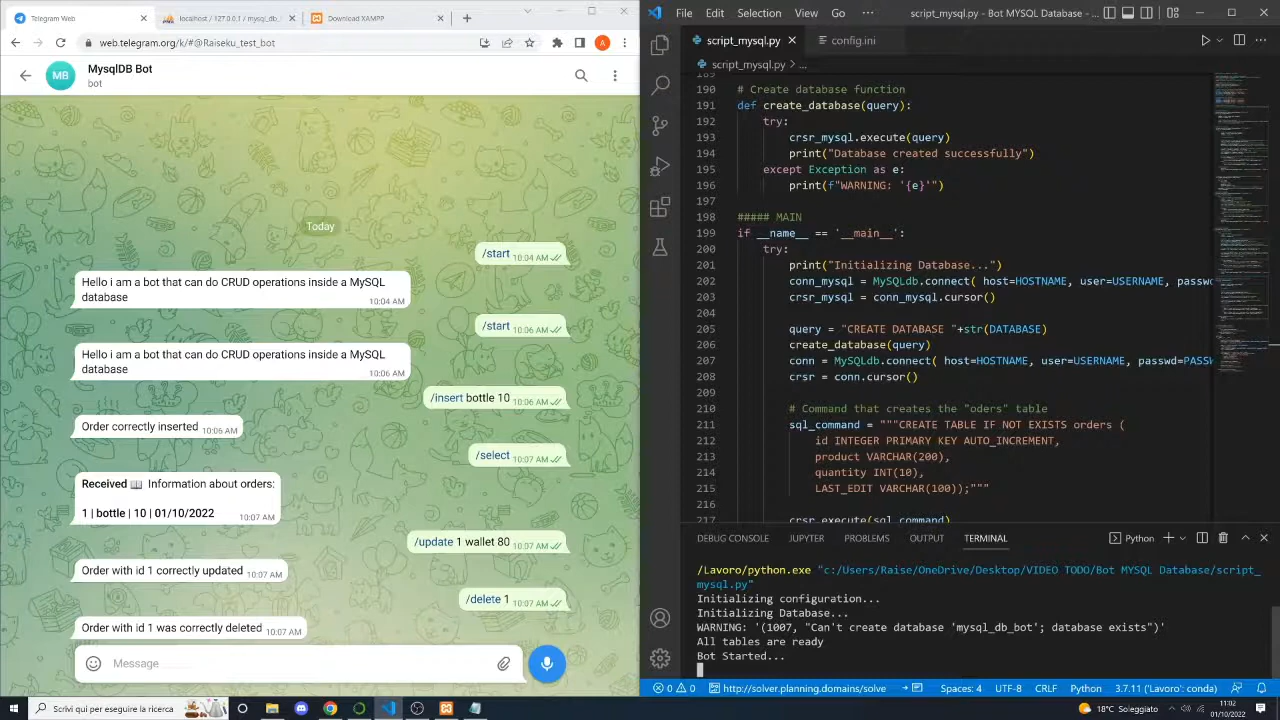 Telegram Web
localhost / 127.0.0.1 / mysql_db_
Download XAMPP
web.telegram.org/k/#@Raiseku_test_bot
A
MB
MysqlDB Bot
bot
Today
/start 10:04 AM
Hello i am a bot that can do CRUD operations inside a MySQL
database 10:04 AM
/start 10:06 AM
Hello i am a bot that can do CRUD operations inside a MySQL
database 10:06 AM
/insert bottle 10 10:06 AM
Order correctly inserted 10:06 AM
/select 10:07 AM
Received 📖 Information about orders:
1 | bottle | 10 | 01/10/2022 10:07 AM
/update 1 wallet 80 10:07 AM
Order with id 1 correctly updated 10:07 AM
/delete 1 10:07 AM
Order with id 1 was correctly deleted 10:07 AM
Message
File Edit Selection View Go ... script_mysql.py - Bot MYSQL Database - ...
script_mysql.py config.ini
script_mysql.py > ...
189
190 # Create database function
191 def create_database(query):
192 try:
193 crsr_mysql.execute(query)
194 print("Database created successfully")
195 except Exception as e:
196 print(f"WARNING: '{e}'")
197
198 ##### MAIN
199 if __name__ == '__main__':
200 try:
201 print("Initializing Database...")
202 conn_mysql = MySQLdb.connect( host=HOSTNAME, user=USERNAME, passwd
203 crsr_mysql = conn_mysql.cursor()
204
205 query = "CREATE DATABASE "+str(DATABASE)
206 create_database(query)
207 conn = MySQLdb.connect( host=HOSTNAME, user=USERNAME, passwd=PASSW
208 crsr = conn.cursor()
209
210 # Command that creates the "oders" table
211 sql_command = """CREATE TABLE IF NOT EXISTS orders (
212 id INTEGER PRIMARY KEY AUTO_INCREMENT,
213 product VARCHAR(200),
214 quantity INT(10),
215 LAST_EDIT VARCHAR(100));"""
216
217 crsr.execute(sql_command)
DEBUG CONSOLE JUPYTER PROBLEMS OUTPUT TERMINAL Python
/Lavoro/python.exe "c:/Users/Raise/OneDrive/Desktop/VIDEO TODO/Bot MYSQL Database/script_
mysql.py"
Initializing configuration...
Initializing Database...
WARNING: '(1007, "Can't create database 'mysql_db_bot'; database exists")'
All tables are ready
Bot Started...
0 0 http://solver.planning.domains/solve Spaces: 4 UTF-8 CRLF Python 3.7.11 ('Lavoro': conda)
Scrivi qui per eseguire la ricerca
18°C Soleggiato
11:02
01/10/2022